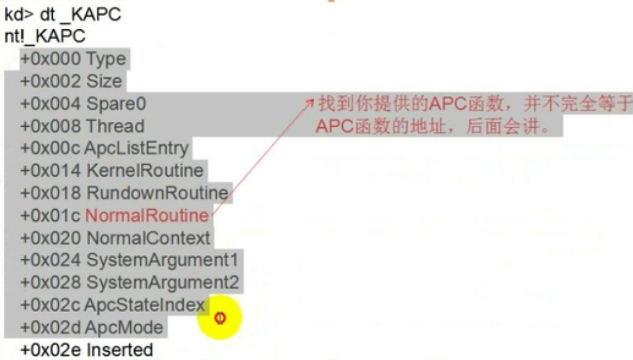 kd> dt _KAPC
nt!_KAPC
+0x000 Type
+0x002 Size
+0x004 Spare0
+0x008 Thread
+0x00c ApcListEntry
+0x014 KernelRoutine
+0x018 RundownRoutine
+0x01c NormalRoutine
+0x020 NormalContext
+0x024 SystemArgument1
+0x028 SystemArgument2
+0x02c ApcStateIndex
+0x02d ApcMode
+0x02e Inserted
找到你提供的APC函数，并不完全等于
APC函数的地址，后面会讲。